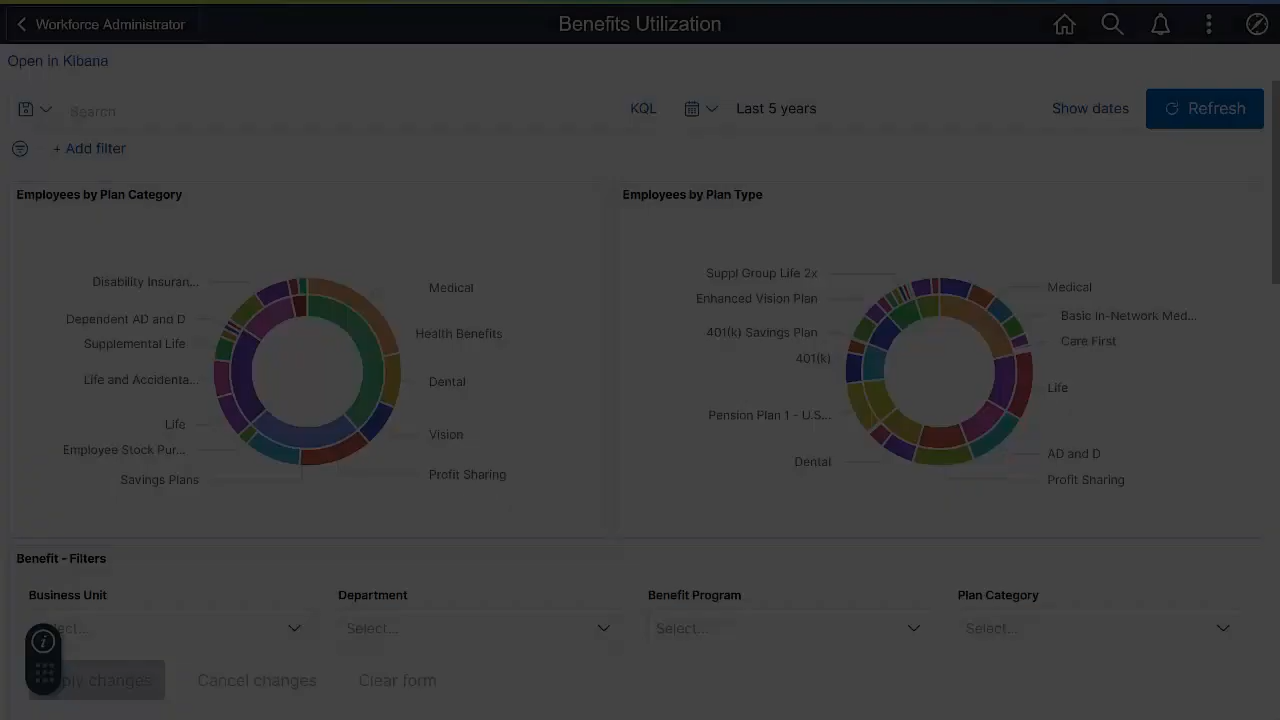 Workforce Administrator
Benefits Utilization
Open in Kibana
Search
KQL
Last 5 years
Show dates
Refresh
+ Add filter
Employees by Plan Category
Disability Insuran...
Dependent AD and D
Supplemental Life
Life and Accidenta...
Life
Employee Stock Pur...
Savings Plans
Medical
Health Benefits
Dental
Vision
Profit Sharing
Employees by Plan Type
Suppl Group Life 2x
Enhanced Vision Plan
401(k) Savings Plan
401(k)
Pension Plan 1 - U.S...
Dental
Medical
Basic In-Network Med...
Care First
Life
AD and D
Profit Sharing
Benefit - Filters
Business Unit
Department
Benefit Program
Plan Category
Select...
Select...
Select...
Cancel changes
Clear form